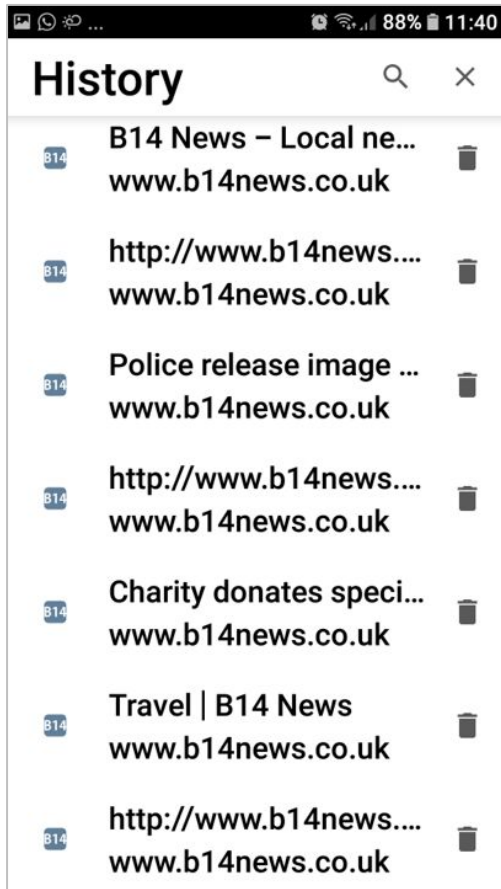 ... 88% 11:40
History
B14 News – Local ne...
B14
www.b14news.co.uk
http://www.b14news....
B14
www.b14news.co.uk
Police release image ...
B14
www.b14news.co.uk
http://www.b14news....
B14
www.b14news.co.uk
Charity donates speci...
B14
www.b14news.co.uk
Travel | B14 News
B14
www.b14news.co.uk
http://www.b14news....
B14
www.b14news.co.uk